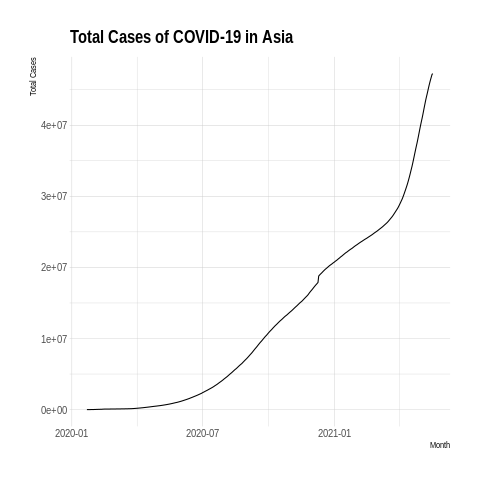 Total Cases of COVID-19 in Asia
Total Cases
4e+07
3e+07
2e+07
1e+07
0e+00
2020-01
2020-07
2021-01
Month